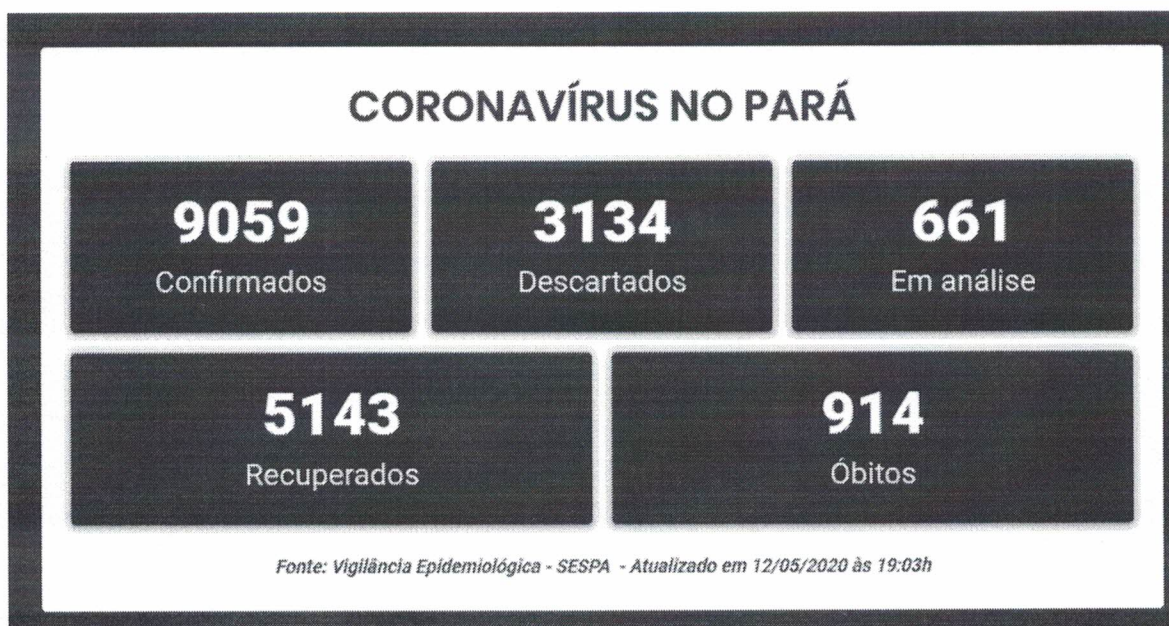 CORONAVÍRUS NO PARÁ
9059
Confirmados
3134
Descartados
661
Em análise
5143
Recuperados
914
Óbitos
Fonte: Vigilância Epidemiológica - SESPA - Atualizado em 12/05/2020 às 19:03h